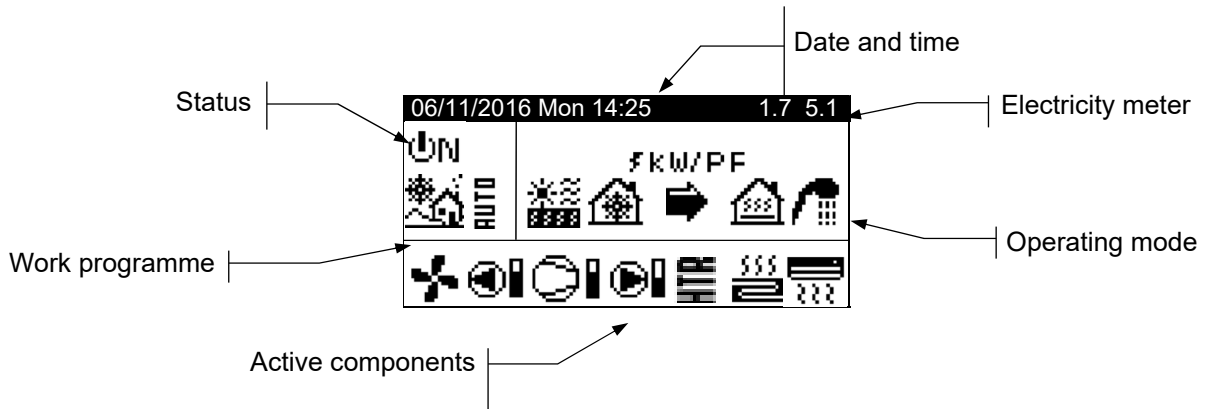 Date and time
Status
Electricity meter
06/11/2016 Mon 14:25 1.7 5.1
ON
kW/PF
AUTO
Operating mode
Work programme
Active components